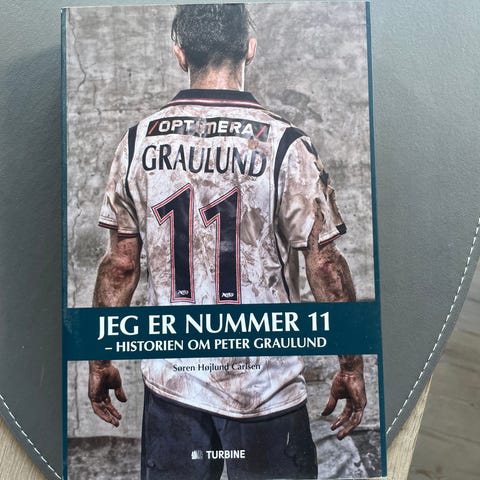 OPTIMERA
GRAULUND
11
JEG ER NUMMER 11
– HISTORIEN OM PETER GRAULUND
Søren Højlund Carlsen
TURBINE